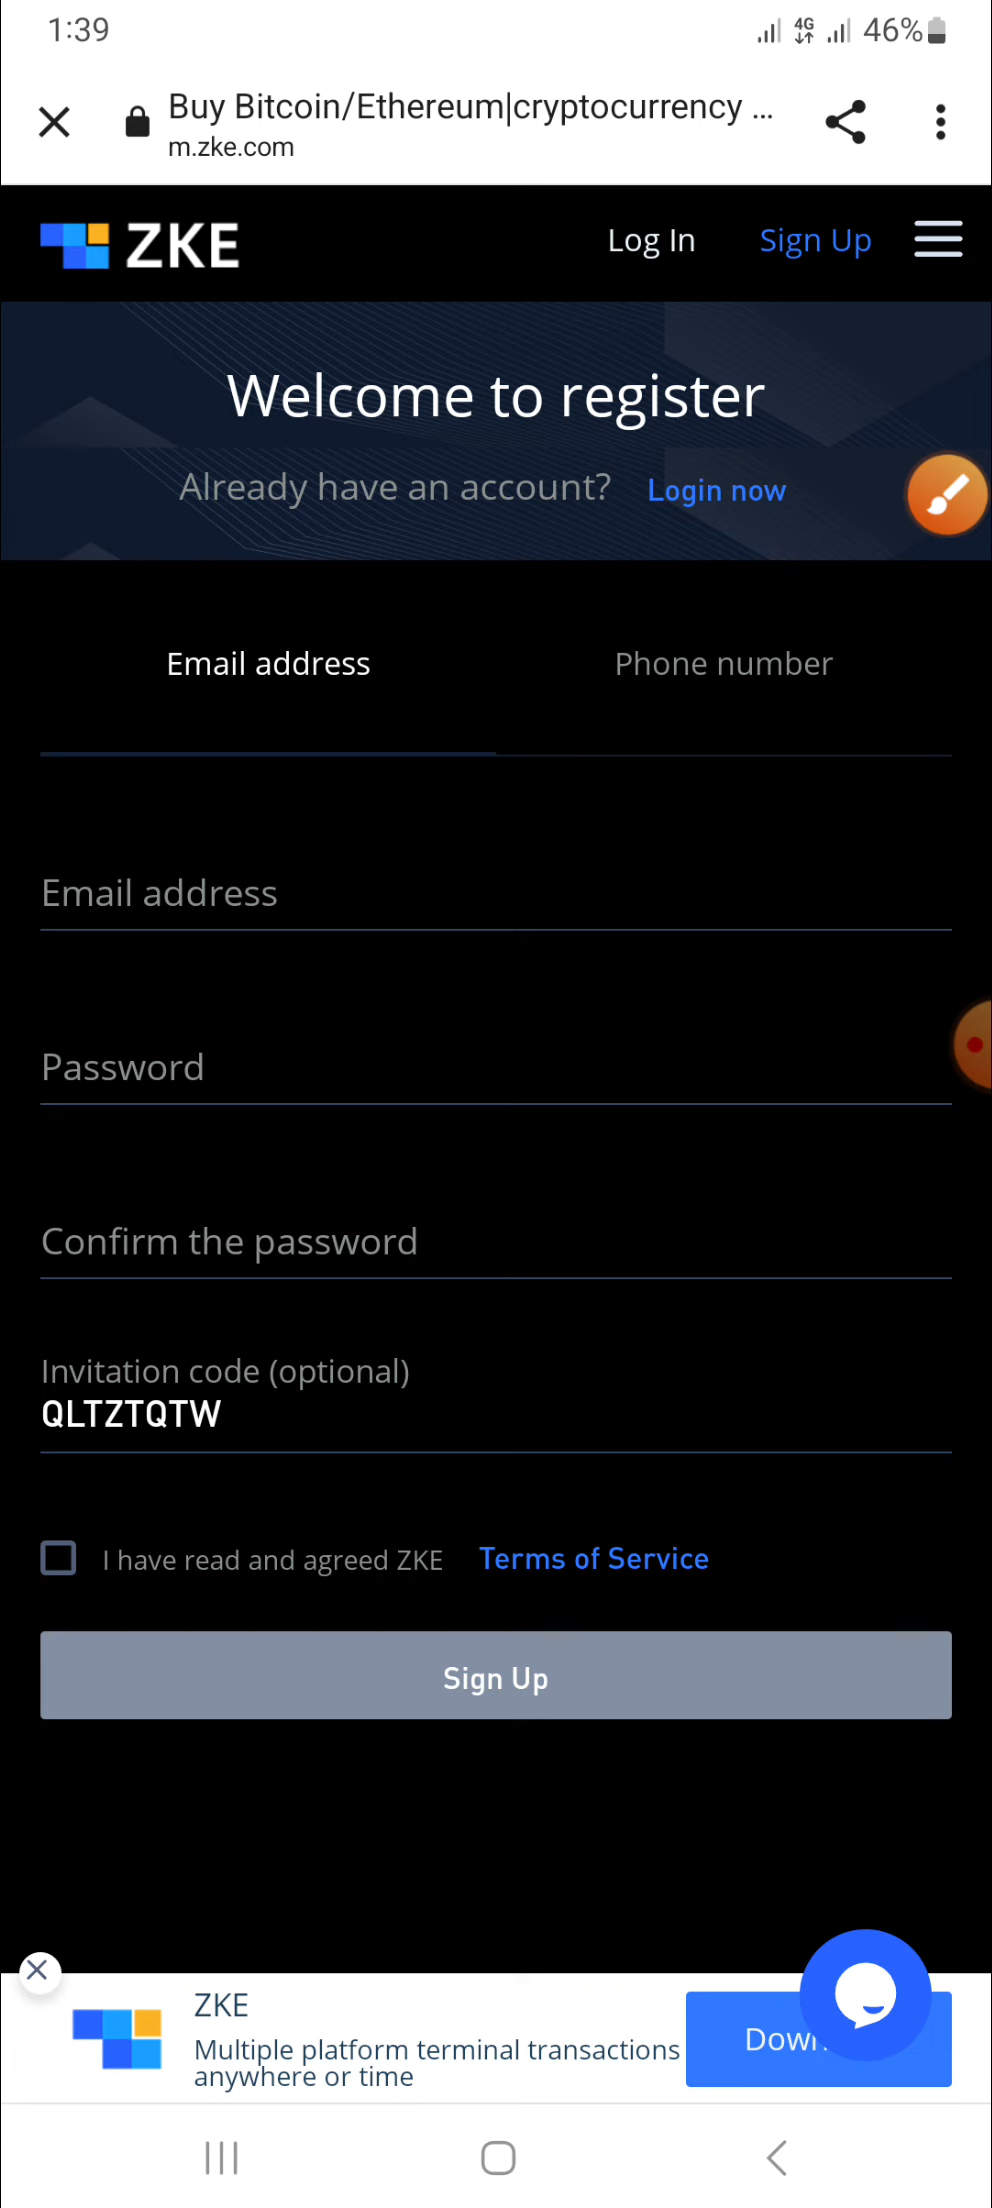 1:39
4G 46%
Buy Bitcoin/Ethereum|cryptocurrency ...
m.zke.com
ZKE Log In Sign Up
Welcome to register
Already have an account? Login now
Email address Phone number
Email address
Password
Confirm the password
Invitation code (optional)
QLTZTQTW
I have read and agreed ZKE Terms of Service
Sign Up
ZKE
Multiple platform terminal transactions
anywhere or time